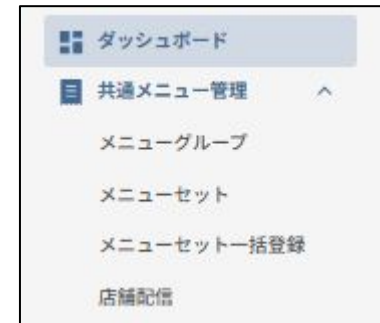 ダッシュボード
共通メニュー管理
メニューグループ
メニューセット
メニューセット一括登録
店舗配信